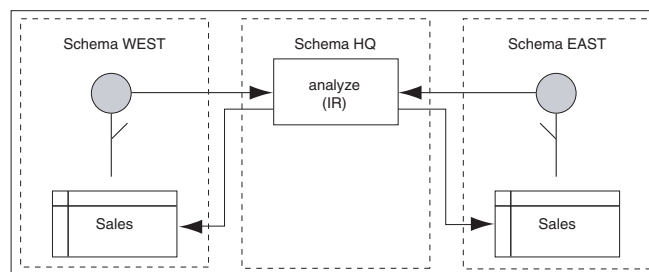 Schema WEST
Schema HQ
Schema EAST
analyze
(IR)
Sales
Sales